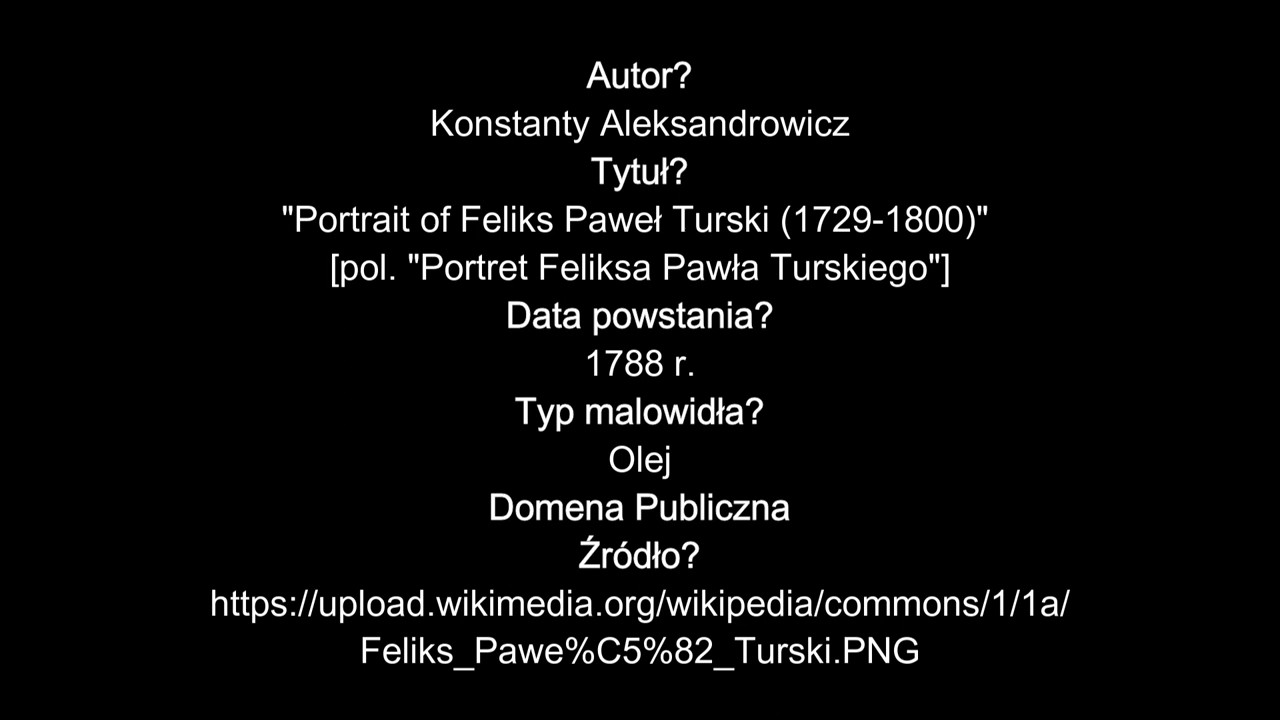 Autor?
Konstanty Aleksandrowicz
Tytuł?
"Portrait of Feliks Paweł Turski (1729-1800)"
[pol. "Portret Feliksa Pawła Turskiego"]
Data powstania?
1788 r.
Typ malowidła?
Olej
Domena Publiczna
Źródło?
https://upload.wikimedia.org/wikipedia/commons/1/1a/
Feliks_Pawe%C5%82_Turski.PNG